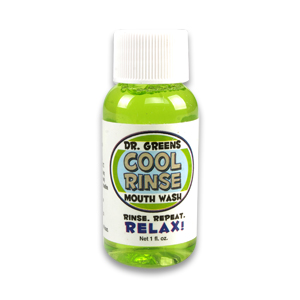 DR. GREENS
COOL
RINSE
MOUTH WASH
RINSE. REPEAT.
RELAX!
Net 1 fl. oz.